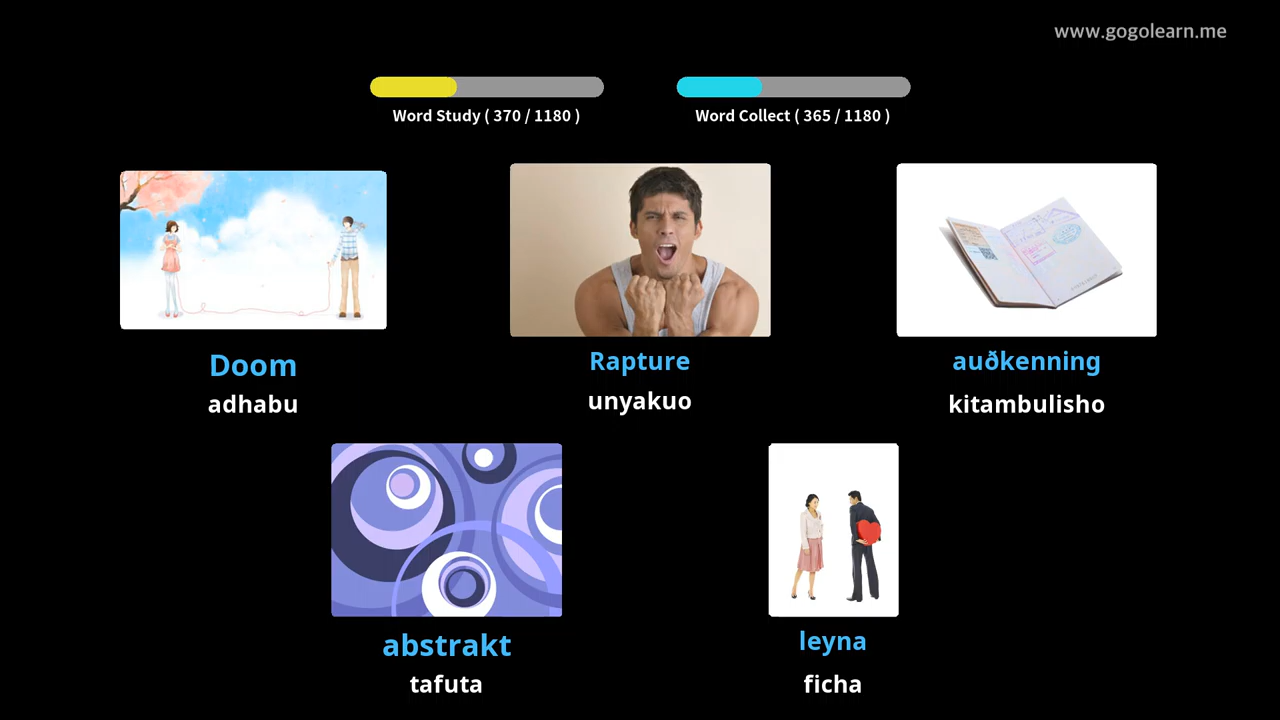 www.gogolearn.me
Word Study ( 370 / 1180 )
Word Collect ( 365 / 1180 )
Doom
adhabu
Rapture
unyakuo
auðkenning
kitambulisho
abstrakt
tafuta
leyna
ficha